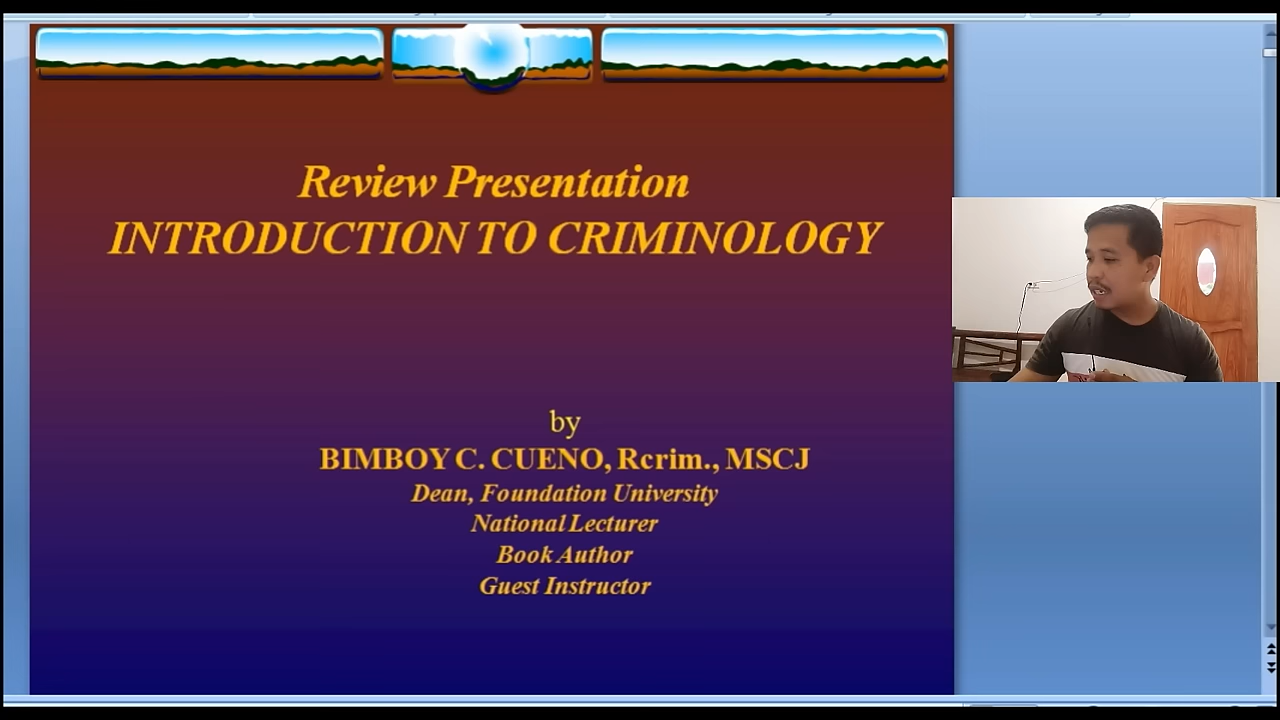 Review Presentation
INTRODUCTION TO CRIMINOLOGY
by
BIMBOY C. CUENO, Rcrim., MSCJ
Dean, Foundation University
National Lecturer
Book Author
Guest Instructor